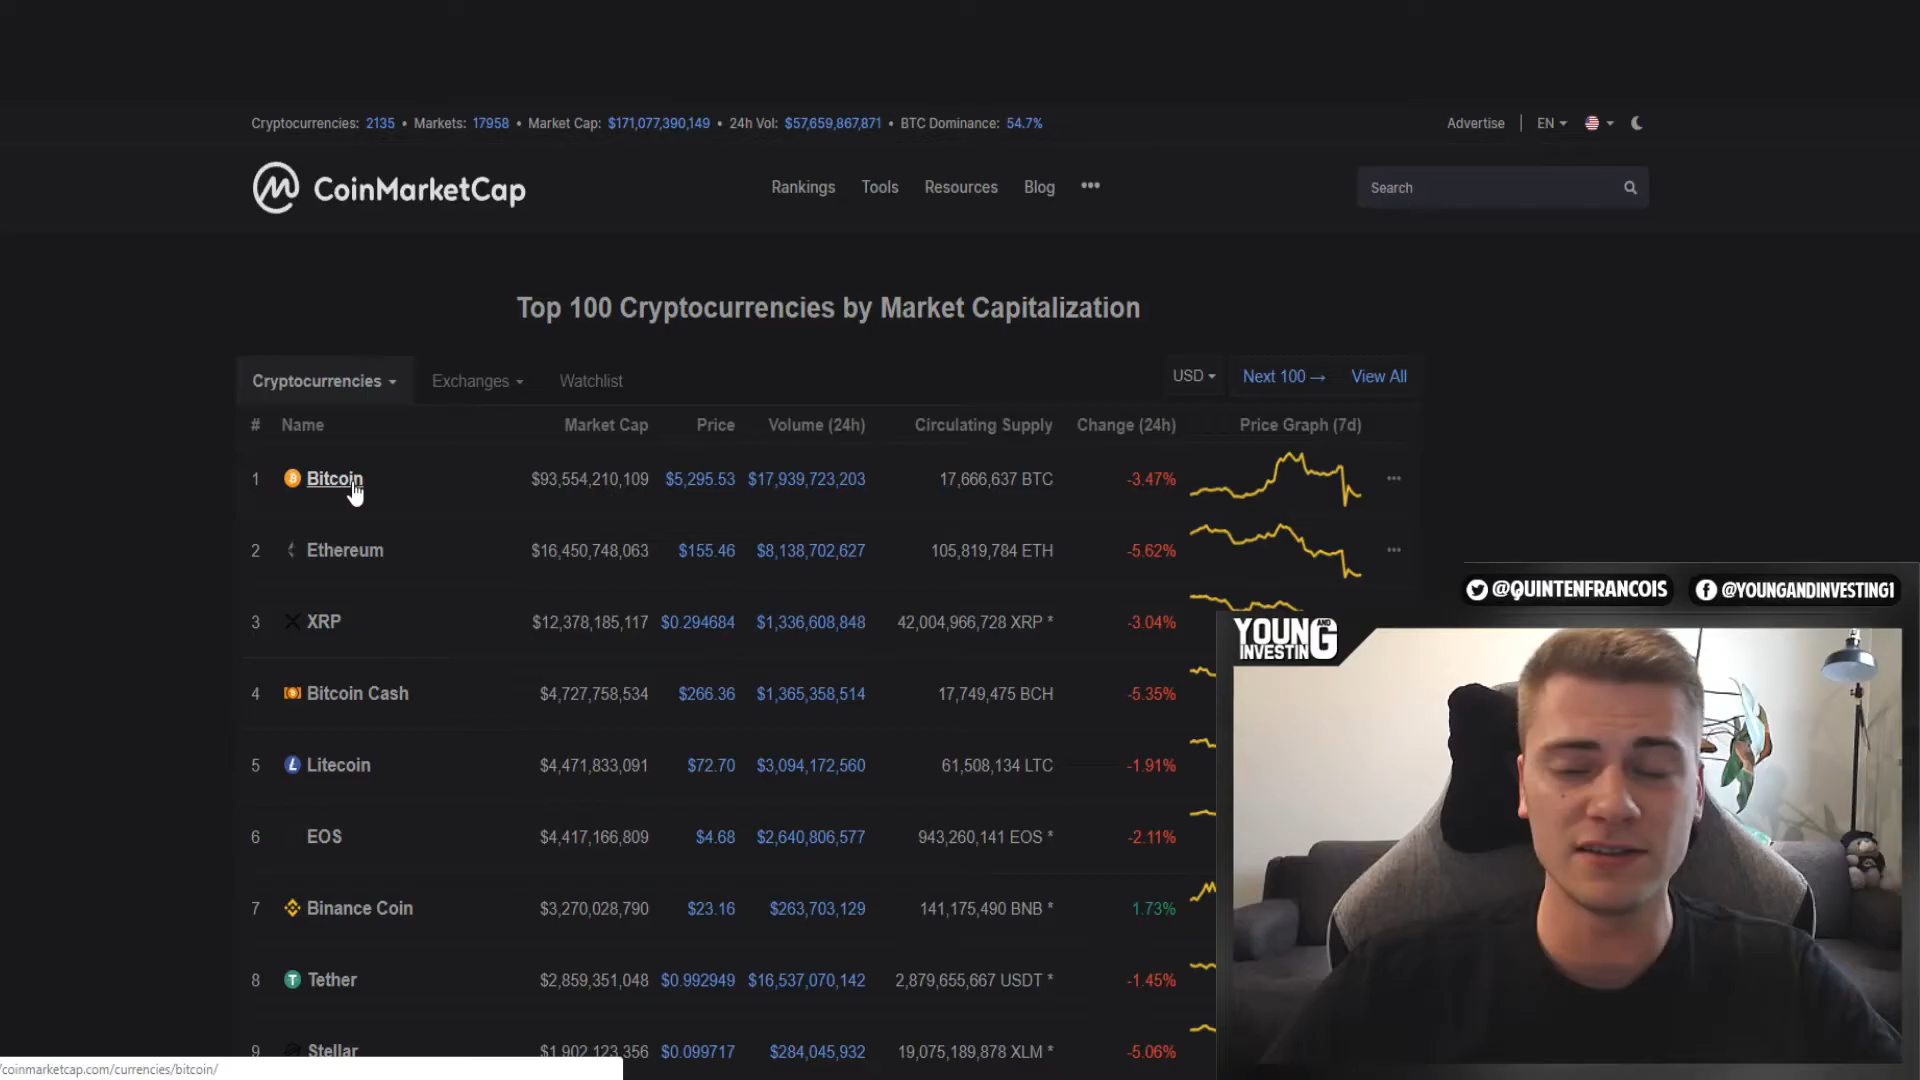 Cryptocurrencies: 2135 • Markets: 17958 • Market Cap: $171,077,390,149 • 24h Vol: $57,659,867,871 • BTC Dominance: 54.7% Advertise | EN
CoinMarketCap Rankings Tools Resources Blog ••• Search
Top 100 Cryptocurrencies by Market Capitalization
Cryptocurrencies Exchanges Watchlist USD Next 100 → View All
# Name Market Cap Price Volume (24h) Circulating Supply Change (24h) Price Graph (7d)
1 Bitcoin $93,554,210,109 $5,295.53 $17,939,723,203 17,666,637 BTC -3.47%
2 Ethereum $16,450,748,063 $155.46 $8,138,702,627 105,819,784 ETH -5.62%
@QUINTENFRANCOIS @YOUNGANDINVESTING1
3 XRP $12,378,185,117 $0.294684 $1,336,608,848 42,004,966,728 XRP * -3.04%
YOUNG AND
INVESTIN
4 Bitcoin Cash $4,727,758,534 $266.36 $1,365,358,514 17,749,475 BCH -5.35%
5 Litecoin $4,471,833,091 $72.70 $3,094,172,560 61,508,134 LTC -1.91%
6 EOS $4,417,166,809 $4.68 $2,640,806,577 943,260,141 EOS * -2.11%
7 Binance Coin $3,270,028,790 $23.16 $263,703,129 141,175,490 BNB * 1.73%
8 Tether $2,859,351,048 $0.992949 $16,537,070,142 2,879,655,667 USDT * -1.45%
9 Stellar $1,902,123,356 $0.099717 $284,045,932 19,075,189,878 XLM * -5.06%
/coinmarketcap.com/currencies/bitcoin/